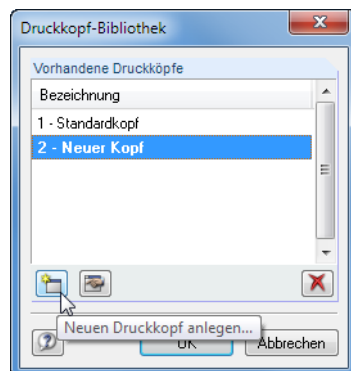 Druckkopf-Bibliothek
Vorhandene Druckköpfe
Bezeichnung
1 - Standardkopf
2 - Neuer Kopf
Neuen Druckkopf anlegen...
OK
Abbrechen